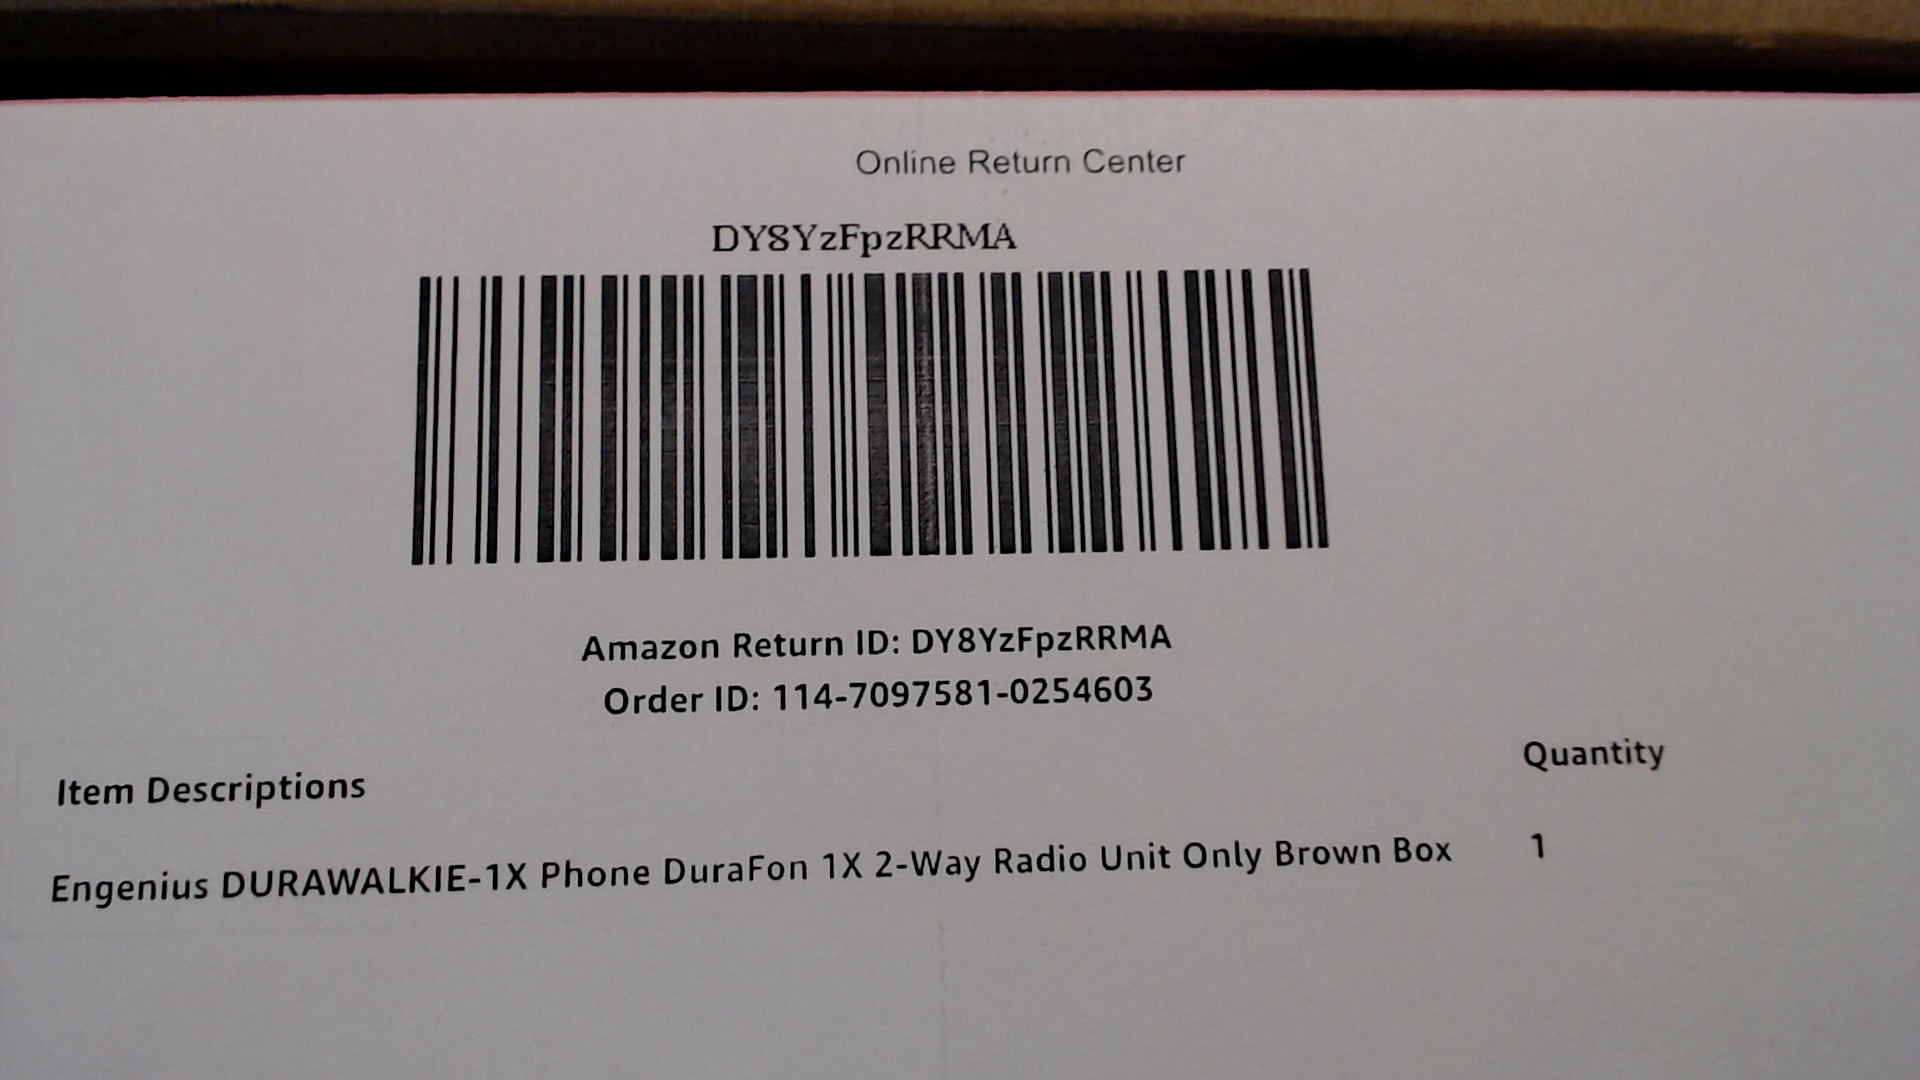 Online Return Center
DY8YzFpzRRMA
Amazon Return ID: DY8YzFpzRRMA
Order ID: 114-7097581-0254603
Item Descriptions Quantity
Engenius DURAWALKIE-1X Phone DuraFon 1X 2-Way Radio Unit Only Brown Box 1